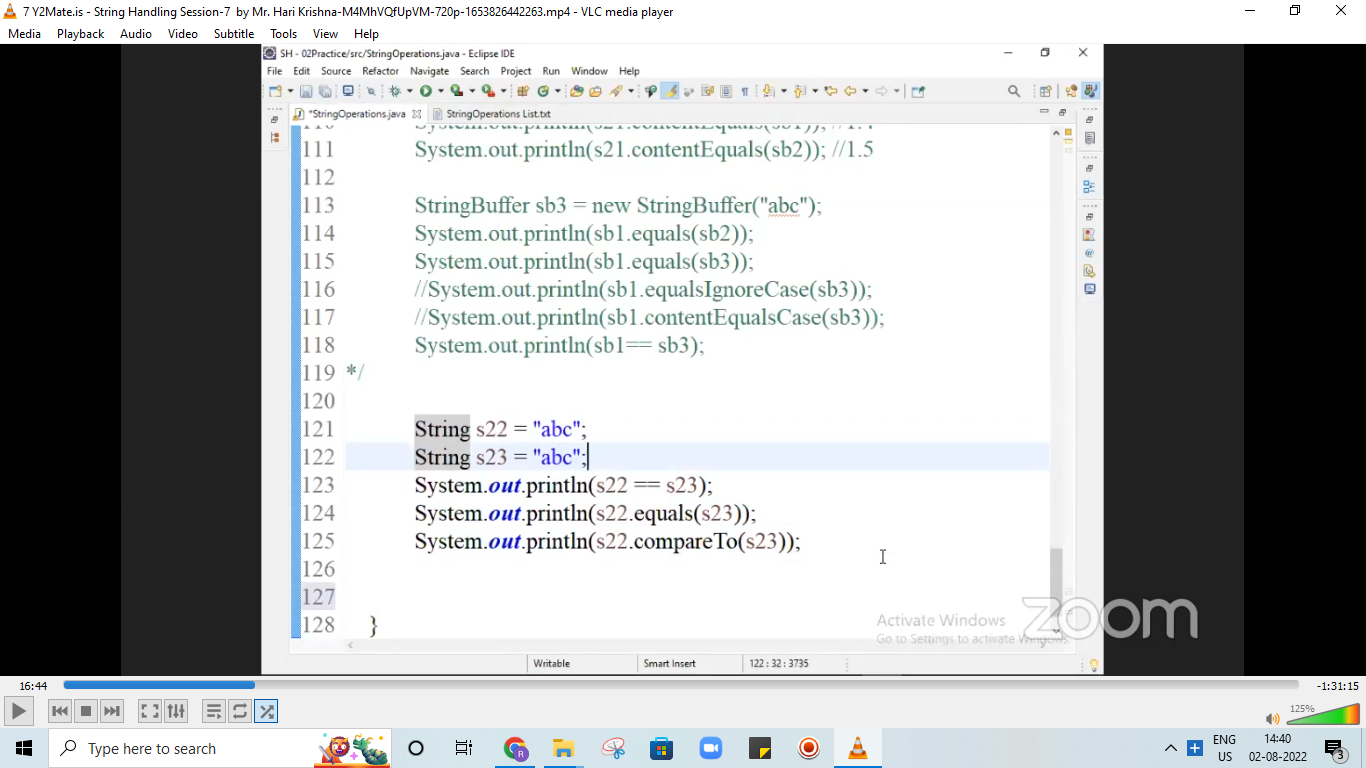 7 Y2Mate.is - String Handling Session-7 by Mr. Hari Krishna-M4MhVQfUpVM-720p-1653826442263.mp4 - VLC media player
Media Playback Audio Video Subtitle Tools View Help
SH - 02Practice/src/StringOperations.java - Eclipse IDE
File Edit Source Refactor Navigate Search Project Run Window Help
*StringOperations.java StringOperations List.txt
110 System.out.println(s21.contentEquals(sb1)); //1.4
111 System.out.println(s21.contentEquals(sb2)); //1.5
112
113 StringBuffer sb3 = new StringBuffer("abc");
114 System.out.println(sb1.equals(sb2));
115 System.out.println(sb1.equals(sb3));
116 //System.out.println(sb1.equalsIgnoreCase(sb3));
117 //System.out.println(sb1.contentEqualsCase(sb3));
118 System.out.println(sb1== sb3);
119 */
120
121 String s22 = "abc";
122 String s23 = "abc";
123 System.out.println(s22 == s23);
124 System.out.println(s22.equals(s23));
125 System.out.println(s22.compareTo(s23));
126
127
128 }
Activate Windows
Go to Settings to activate Windows.
zoom
Writable Smart Insert 122 : 32 : 3735
16:44 -1:31:15
125%
Type here to search
ENG 14:40
US 02-08-2022 3